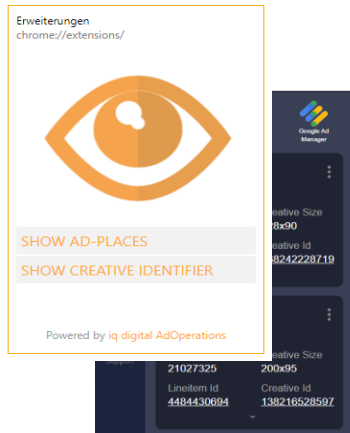 Erweiterungen
chrome://extensions/
SHOW AD-PLACES
SHOW CREATIVE IDENTIFIER
Powered by iq digital AdOperations
Google Ad
Manager
Creative Size
Creative Id
Creative Size
21027325 200x95
Lineitem Id Creative Id
4484430694 138216528597